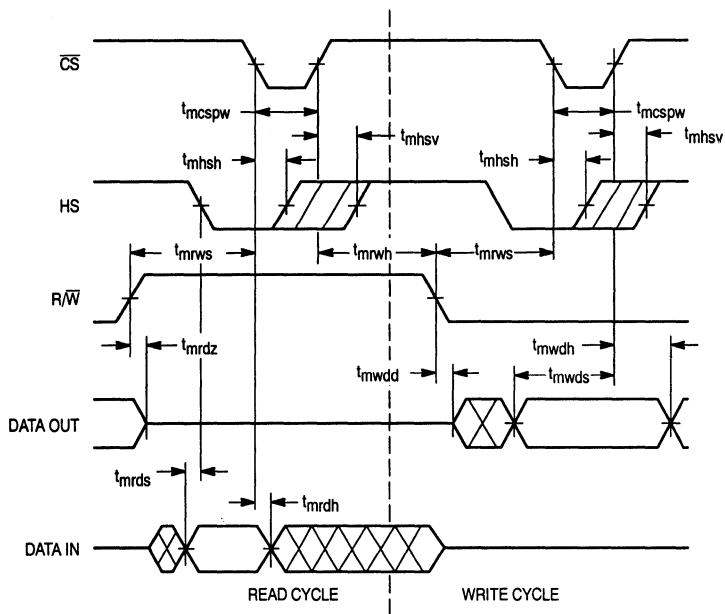 C̅S̅
tmcspw
tmcspw
tmhsv
tmhsv
tmhsh
tmhsh
HS
tmrws
tmrwh
tmrws
R/W̅
tmrdz
tmwdd
tmwdh
tmwds
DATA OUT
tmrds
tmrdh
DATA IN
READ CYCLE
WRITE CYCLE